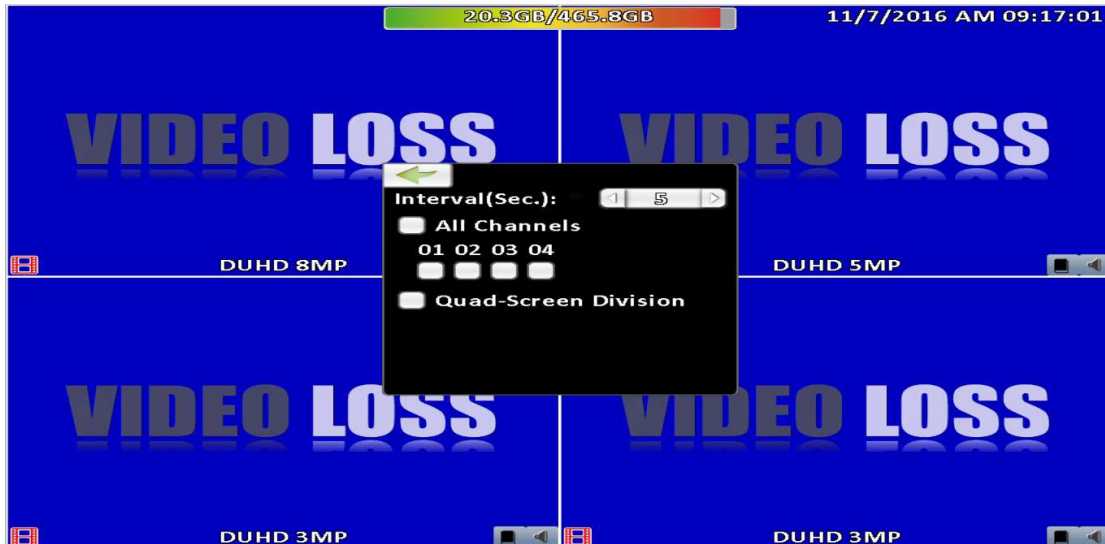 20.3GB/465.8GB
11/7/2016 AM 09:17:01
VIDEO LOSS
VIDEO LOSS
Interval(Sec.): 5
All Channels
01 02 03 04
Quad-Screen Division
DUHD 8MP
DUHD 5MP
VIDEO LOSS
VIDEO LOSS
DUHD 3MP
DUHD 3MP